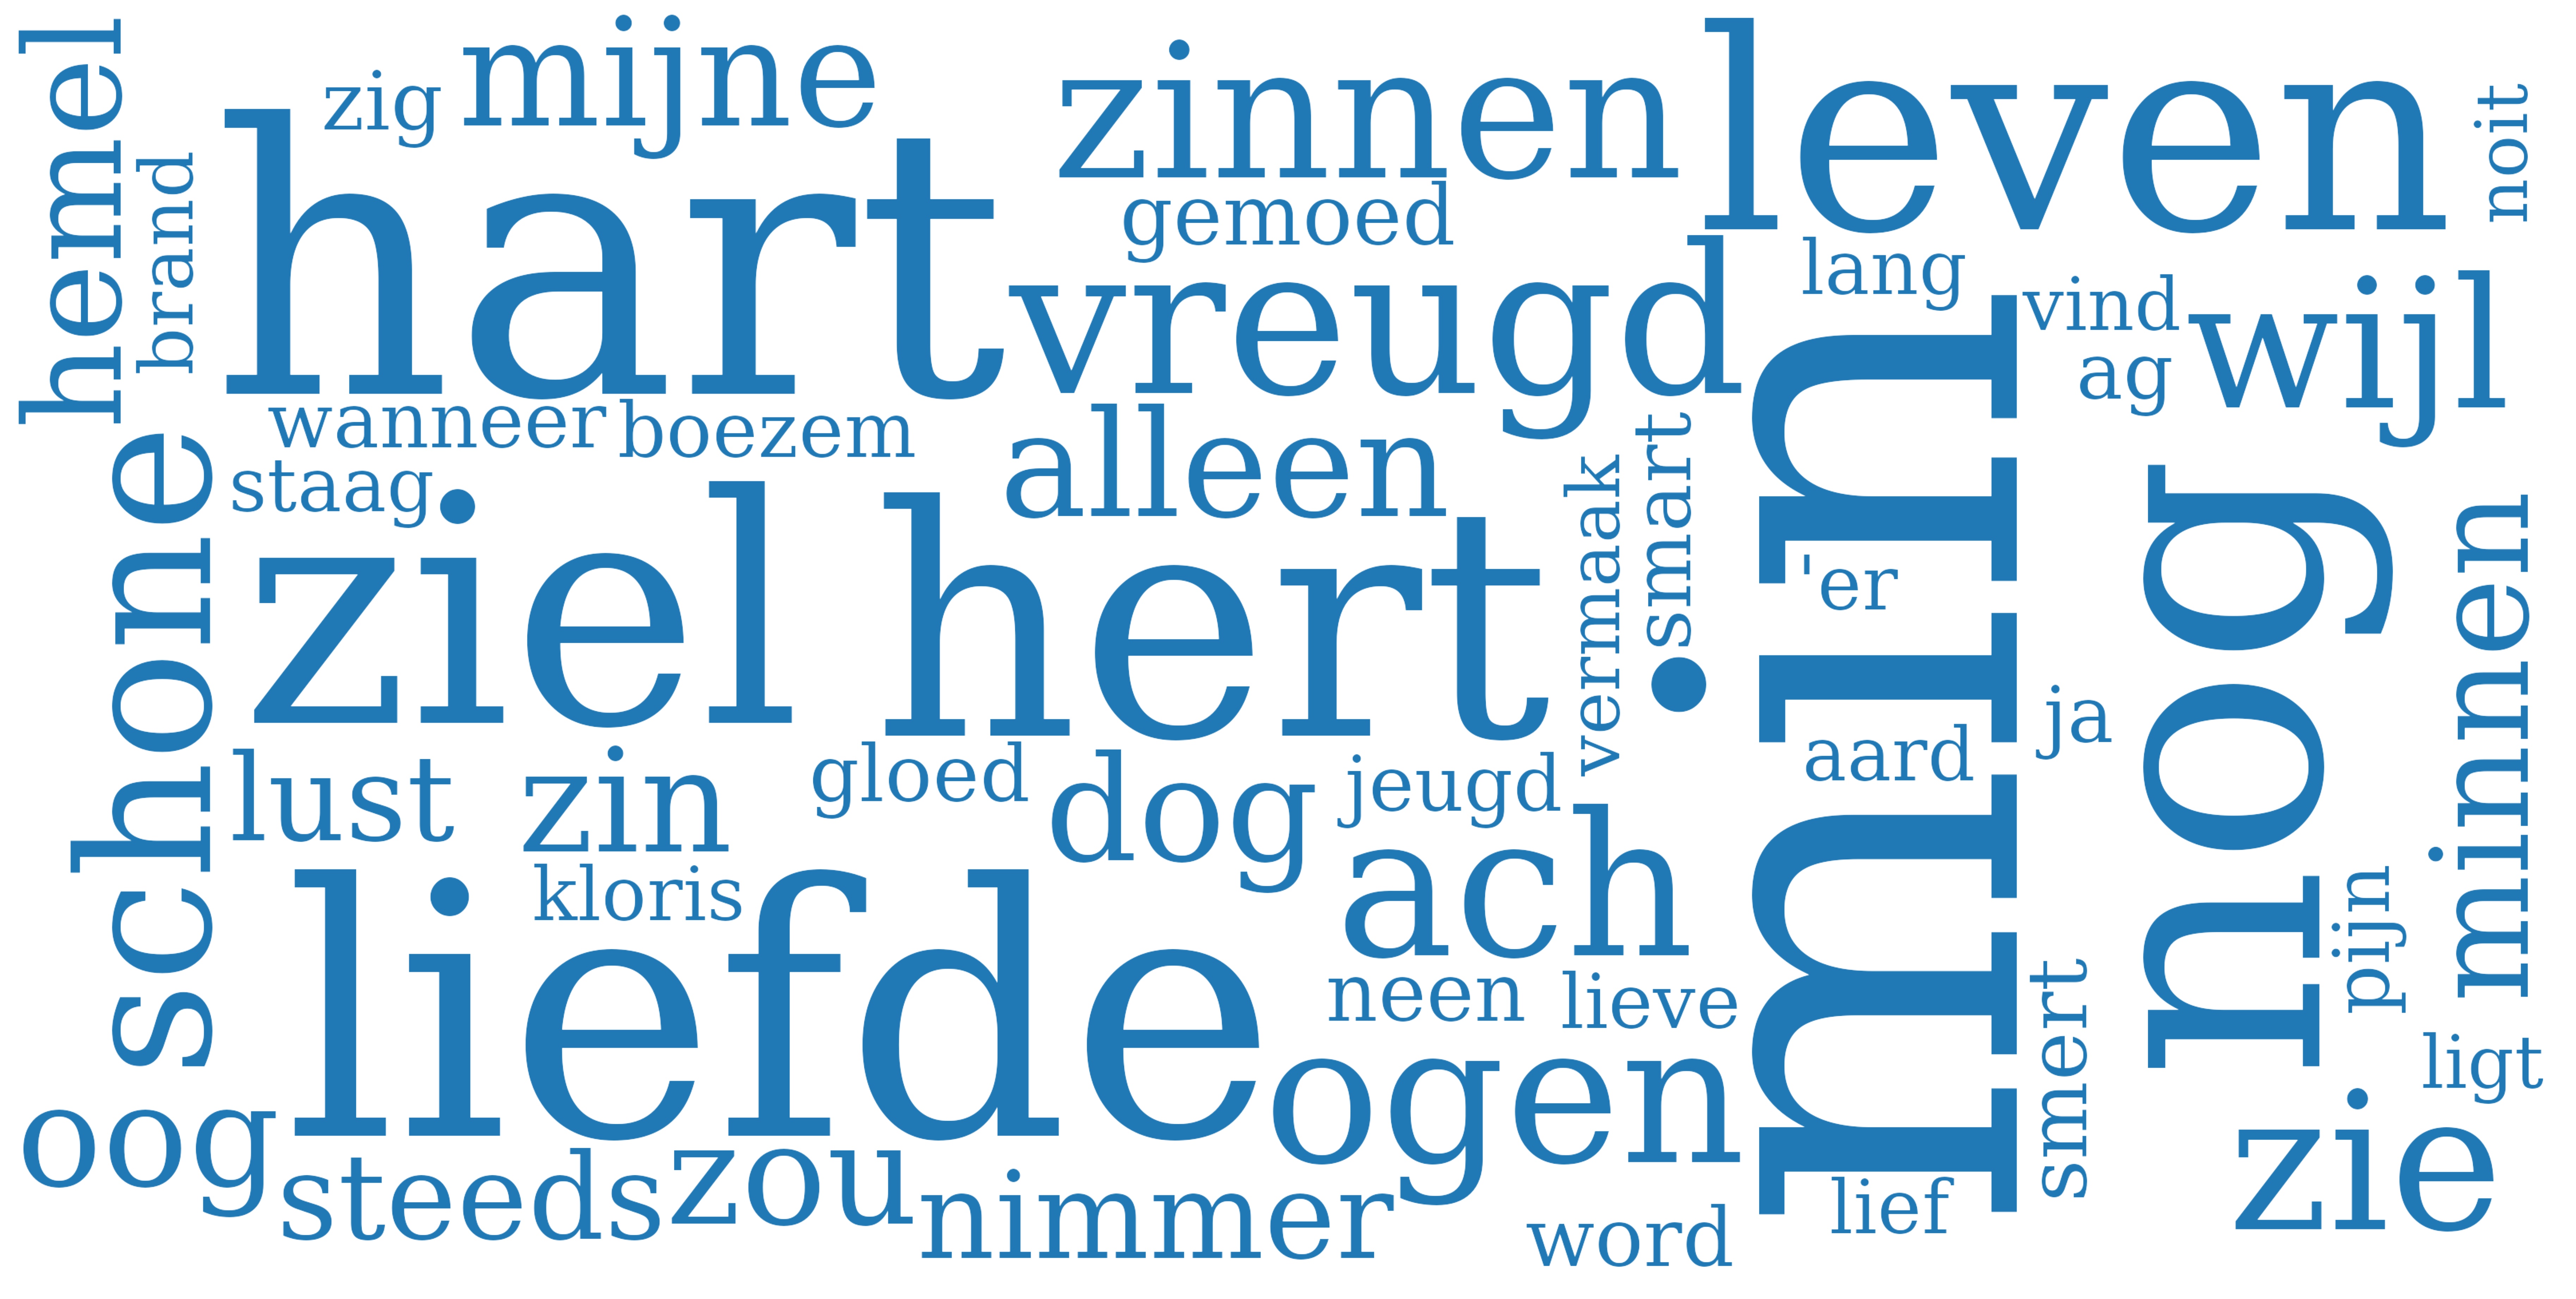 hemel
brand
zig
mijne
zinnen
leven
noit
hart
gemoed
vreugd
lang
vind
ag
wijl
wanneer
boezem
alleen
staag
schone
ziel
hert
vermaak
smart
min
'er
nog
minnen
aard
ja
lust
zin
gloed
dog
jeugd
kloris
ach
liefde
neen
lieve
smert
pijn
ligt
oog
ogen
steeds
zou
nimmer
word
lief
zie